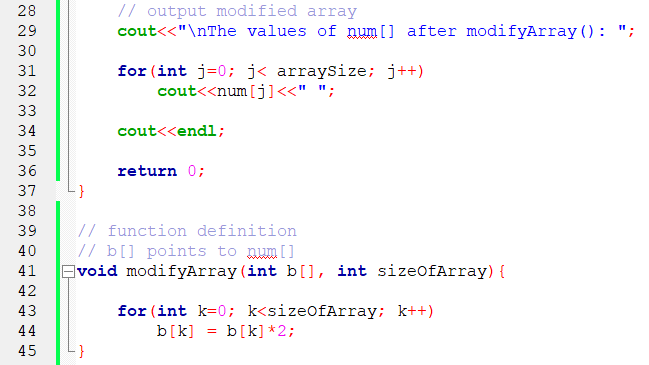 28 // output modified array
29 cout<<"\nThe values of num[] after modifyArray(): ";
30
31 for(int j=0; j< arraySize; j++)
32 cout<<num[j]<<" ";
33
34 cout<<endl;
35
36 return 0;
37 }
38
39 // function definition
40 // b[] points to num[]
41 void modifyArray(int b[], int sizeOfArray){
42
43 for(int k=0; k<sizeOfArray; k++)
44 b[k] = b[k]*2;
45 }